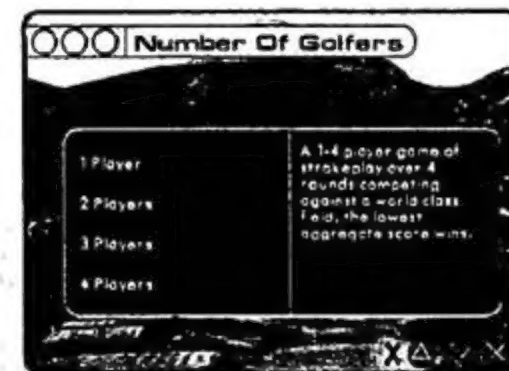 Number Of Golfers
1 Player
2 Players
3 Players
4 Players
A 1-4 player game of
strokeplay over 4
rounds competing
against a world class
field, the lowest
aggregate score wins.